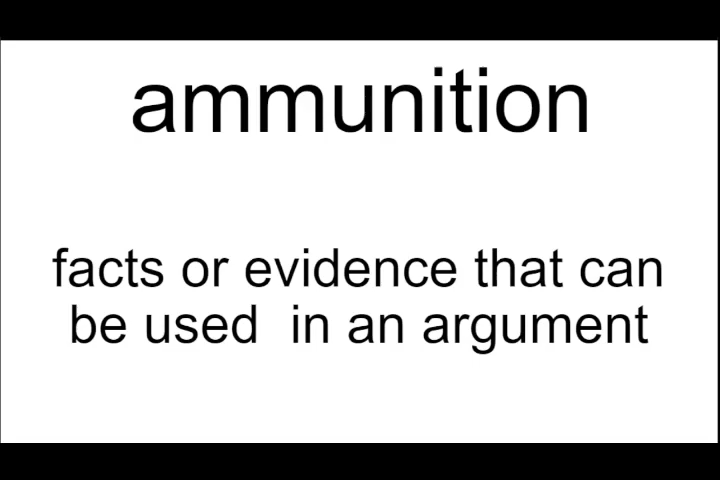 ammunition
facts or evidence that can
be used  in an argument